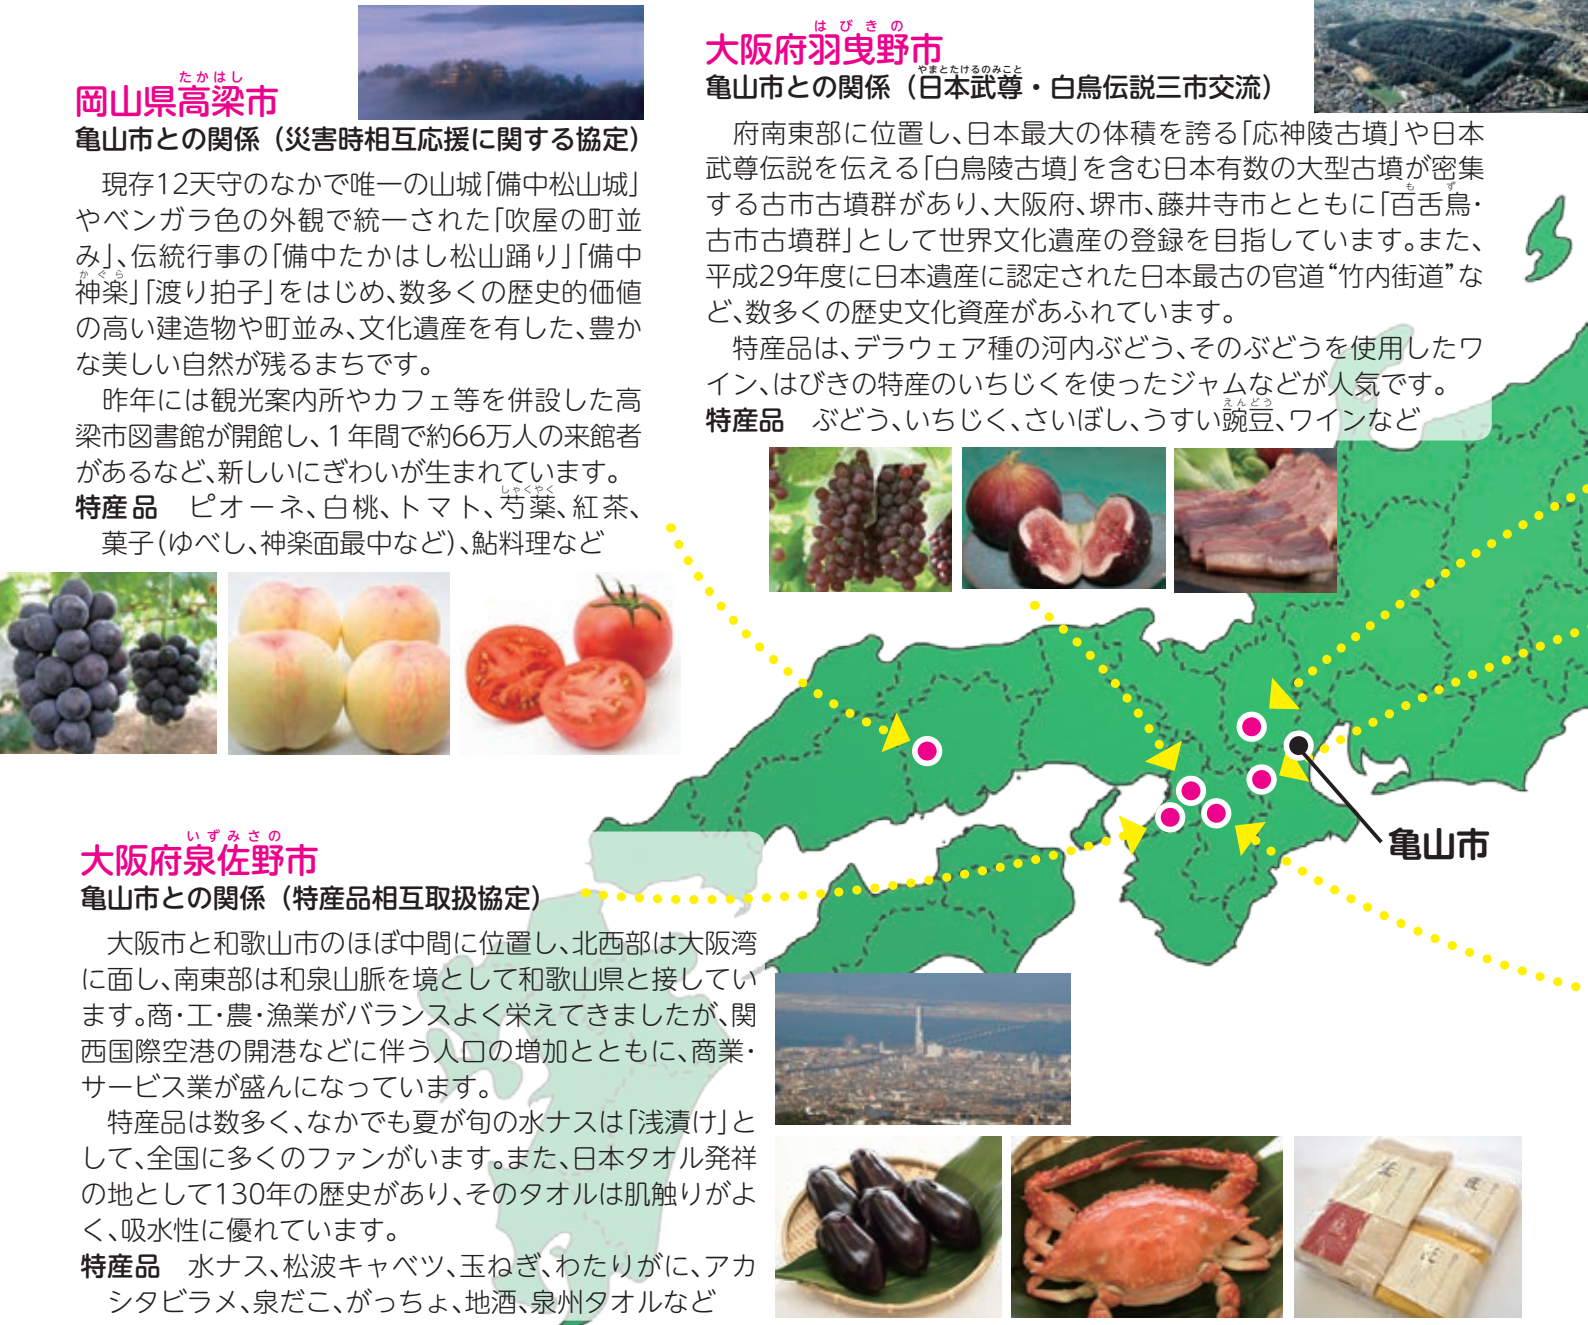 たかはし
岡山県高梁市
亀山市との関係（災害時相互応援に関する協定）
現存12天守のなかで唯一の山城「備中松山城」
やベンガラ色の外観で統一された「吹屋の町並
み」、伝統行事の「備中たかはし松山踊り」「備中
かぐら
神楽」「渡り拍子」をはじめ、数多くの歴史的価値
の高い建造物や町並み、文化遺産を有した、豊か
な美しい自然が残るまちです。
昨年には観光案内所やカフェ等を併設した高
梁市図書館が開館し、１年間で約66万人の来館者
があるなど、新しいにぎわいが生まれています。
しゃくやく
特産品　ピオーネ、白桃、トマト、芍薬、紅茶、
菓子（ゆべし、神楽面最中など）、鮎料理など
はびきの
大阪府羽曳野市
やまとたけるのみこと
亀山市との関係（日本武尊・白鳥伝説三市交流）
府南東部に位置し、日本最大の体積を誇る「応神陵古墳」や日本
武尊伝説を伝える「白鳥陵古墳」を含む日本有数の大型古墳が密集
もず
する古市古墳群があり、大阪府、堺市、藤井寺市とともに「百舌鳥・
古市古墳群」として世界文化遺産の登録を目指しています。また、
平成29年度に日本遺産に認定された日本最古の官道“竹内街道”な
ど、数多くの歴史文化資産があふれています。
特産品は、デラウェア種の河内ぶどう、そのぶどうを使用したワ
イン、はびきの特産のいちじくを使ったジャムなどが人気です。
えんどう
特産品　ぶどう、いちじく、さいぼし、うすい豌豆、ワインなど
亀山市
いずみさの
大阪府泉佐野市
亀山市との関係（特産品相互取扱協定）
大阪市と和歌山市のほぼ中間に位置し、北西部は大阪湾
に面し、南東部は和泉山脈を境として和歌山県と接してい
ます。商・工・農・漁業がバランスよく栄えてきましたが、関
西国際空港の開港などに伴う人口の増加とともに、商業・
サービス業が盛んになっています。
特産品は数多く、なかでも夏が旬の水ナスは「浅漬け」と
して、全国に多くのファンがいます。また、日本タオル発祥
の地として130年の歴史があり、そのタオルは肌触りがよ
く、吸水性に優れています。
特産品　水ナス、松波キャベツ、玉ねぎ、わたりがに、アカ
シタビラメ、泉だこ、がっちょ、地酒、泉州タオルなど